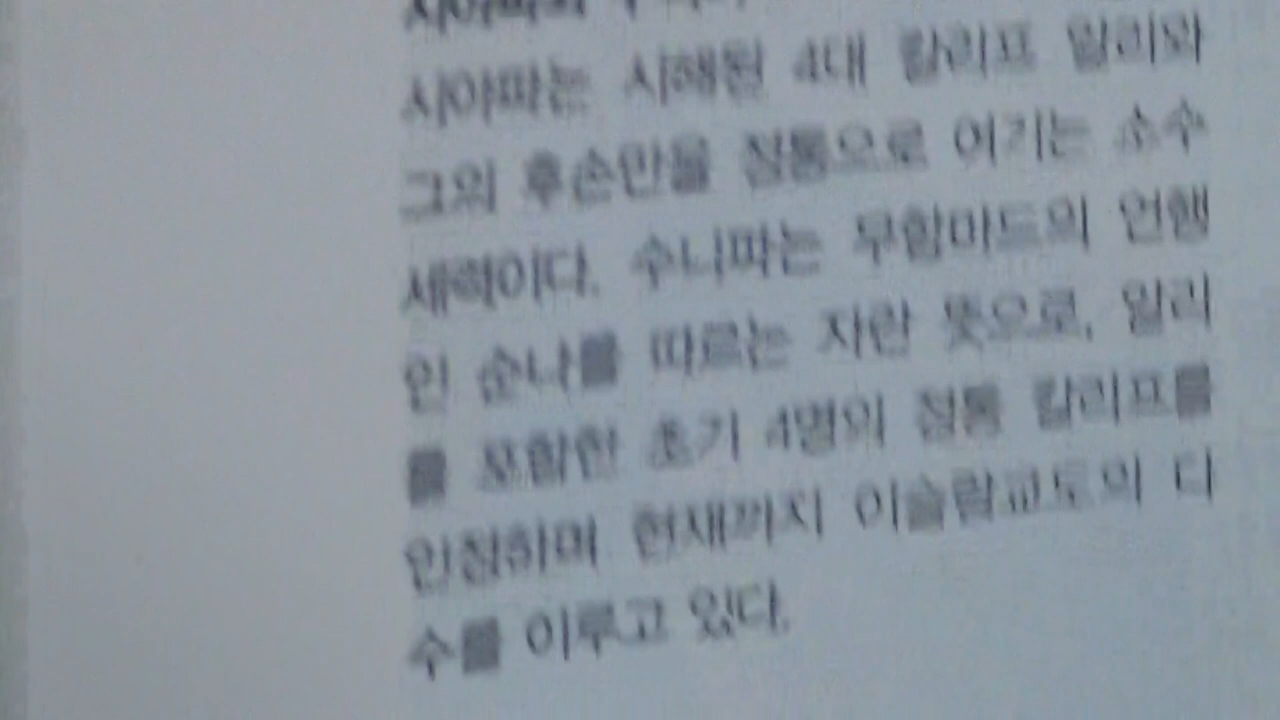 시아파는 시해된 4대 칼리프 알리와
그의 후손만을 정통으로 여기는 소수
세력이다. 수니파는 무함마드의 언행
인 순나를 따르는 자란 뜻으로, 알리
를 포함한 초기 4명의 정통 칼리프를
인정하며 현재까지 이슬람교도의 다
수를 이루고 있다.